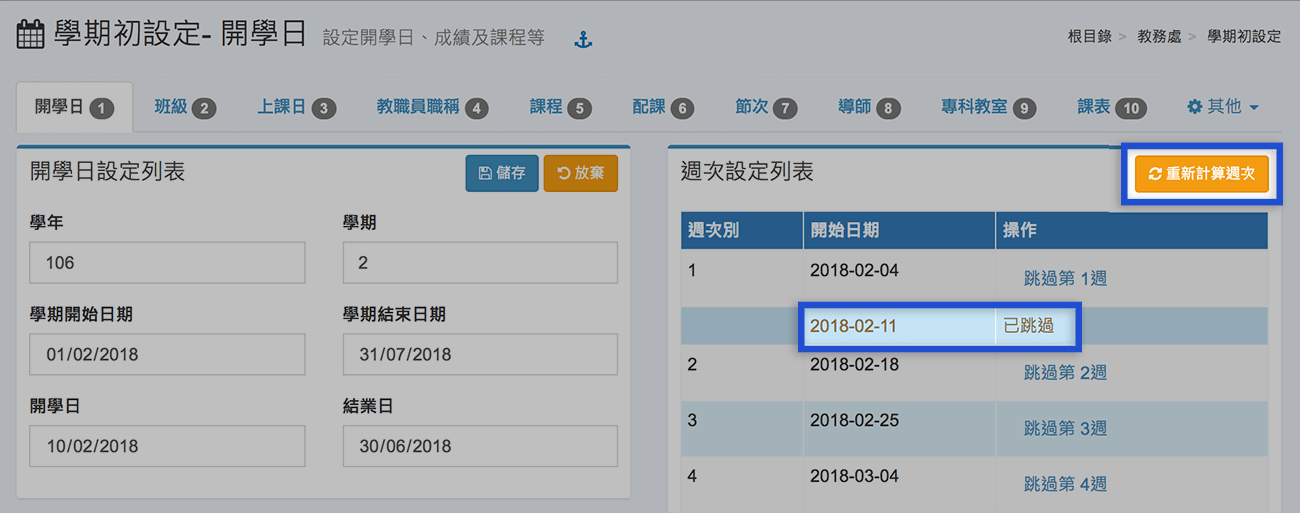 學期初設定- 開學日 設定開學日、成績及課程等
根目錄 > 教務處 > 學期初設定
開學日 1 班級 2 上課日 3 教職員職稱 4 課程 5 配課 6 節次 7 導師 8 專科教室 9 課表 10 其他
開學日設定列表 儲存 放棄
學年 學期
106 2
學期開始日期 學期結束日期
01/02/2018 31/07/2018
開學日 結業日
10/02/2018 30/06/2018
週次設定列表 重新計算週次
週次別 開始日期 操作
1 2018-02-04 跳過第 1週
2018-02-11 已跳過
2 2018-02-18 跳過第 2週
3 2018-02-25 跳過第 3週
4 2018-03-04 跳過第 4週